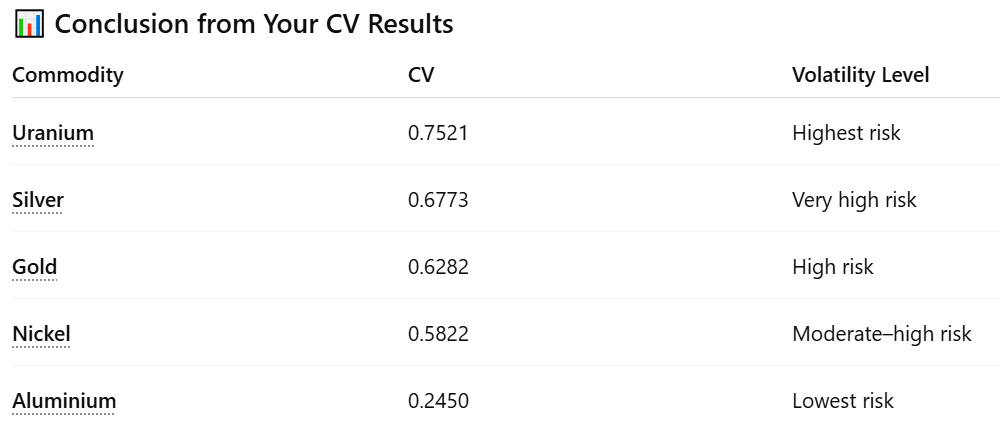 📊 Conclusion from Your CV Results
Commodity CV Volatility Level
Uranium 0.7521 Highest risk
Silver 0.6773 Very high risk
Gold 0.6282 High risk
Nickel 0.5822 Moderate–high risk
Aluminium 0.2450 Lowest risk